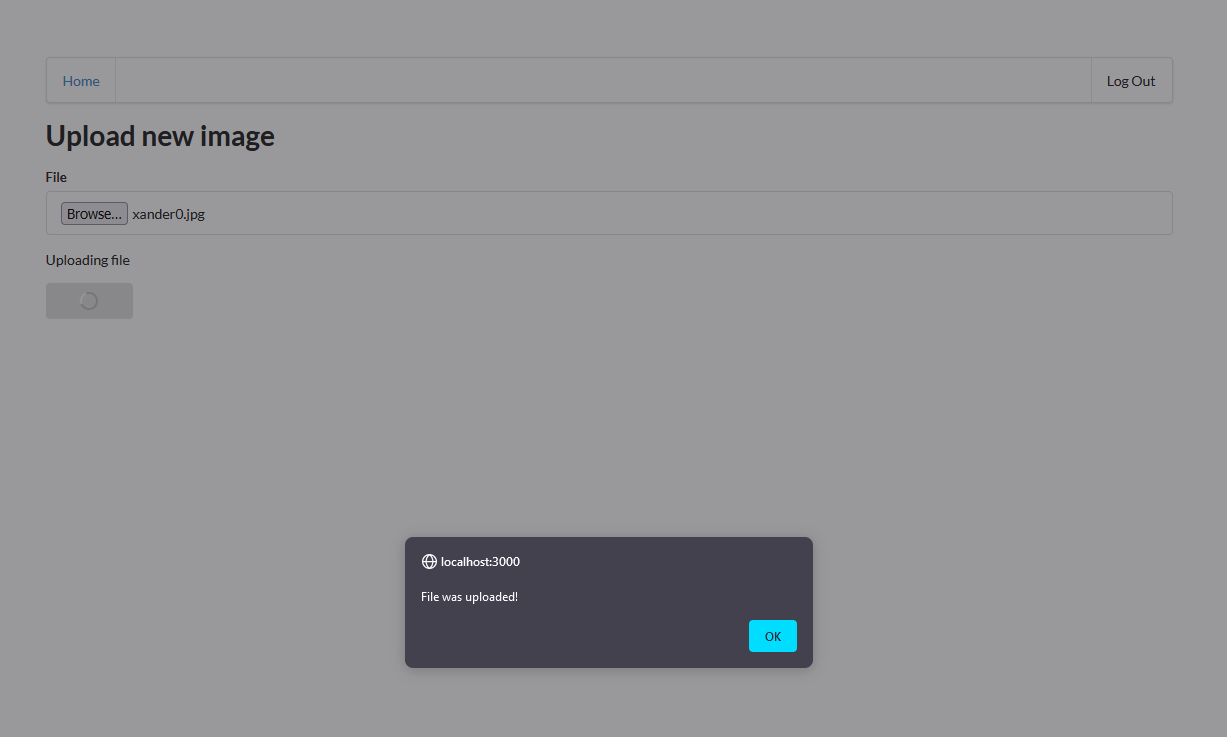 Home
Log Out
Upload new image
File
Browse... xander0.jpg
Uploading file
localhost:3000
File was uploaded!
OK